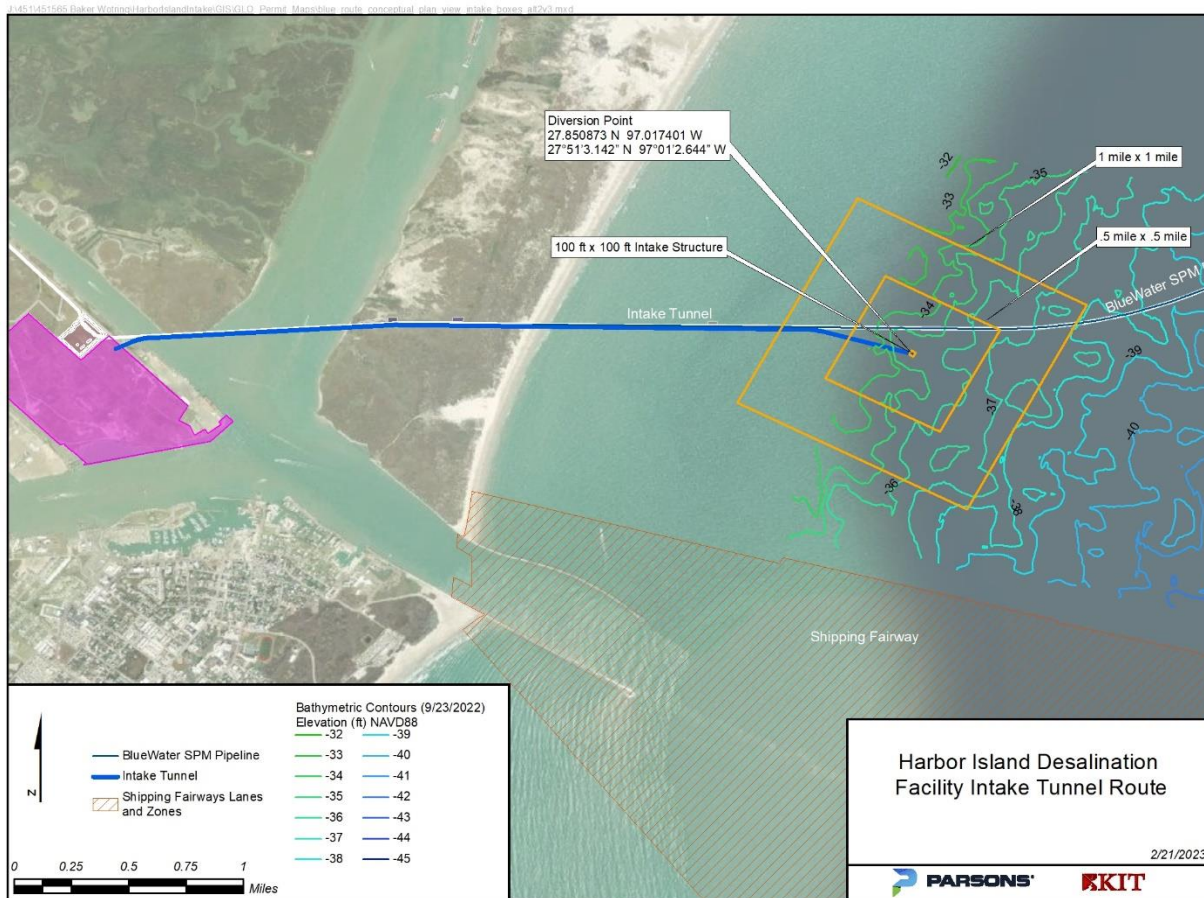 J:\451\451565 Baker Wotring\HarborIslandIntake\GIS\GLO_Permit_Maps\blue_route_conceptual_plan_view_intake_boxes_alt2v3.mxd
Diversion Point
27.850873 N  97.017401 W
27°51'3.142" N  97°01'2.644" W
100 ft x 100 ft Intake Structure
1 mile x 1 mile
.5 mile x .5 mile
-32
-33
-35
-34
Intake Tunnel
BlueWater SPM
-39
-37
-40
-36
-38
Shipping Fairway
N
BlueWater SPM Pipeline
Intake Tunnel
Shipping Fairways Lanes
and Zones
0 0.25 0.5 0.75 1
Miles
Bathymetric Contours (9/23/2022)
Elevation (ft) NAVD88
-32 -39
-33 -40
-34 -41
-35 -42
-36 -43
-37 -44
-38 -45
Harbor Island Desalination
Facility Intake Tunnel Route
2/21/2023
PARSONS
KIT